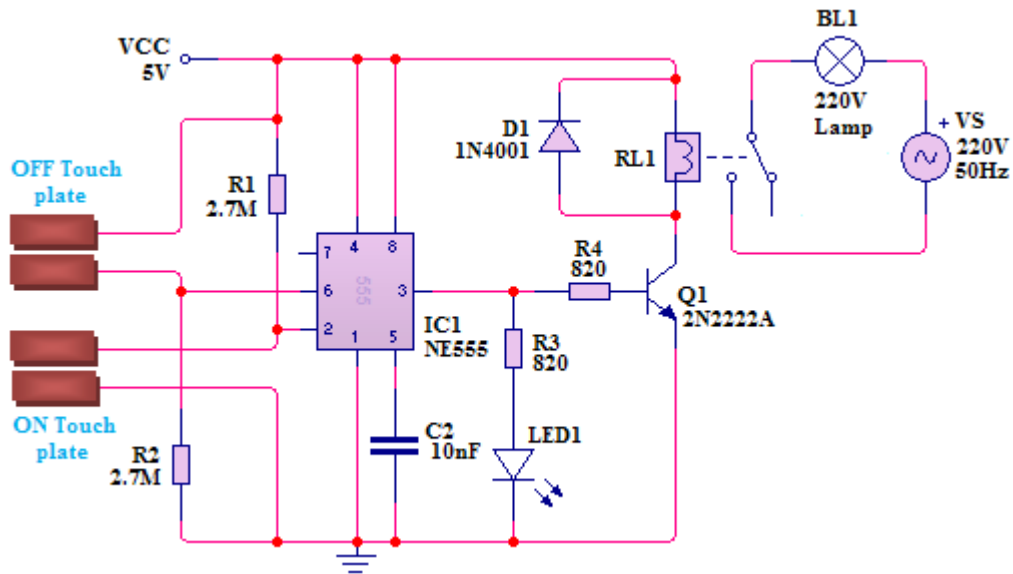 VCC
5V
OFF Touch
plate
R1
2.7M
7
4
8
6
3
555
2
1
5
IC1
NE555
ON Touch
plate
R2
2.7M
C2
10nF
D1
1N4001
RL1
R4
820
Q1
2N2222A
R3
820
LED1
BL1
220V
Lamp
+ VS
220V
50Hz